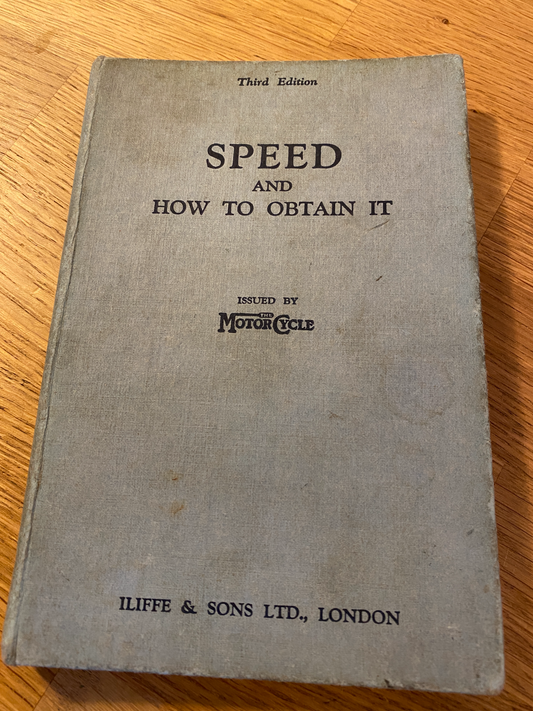 Third Edition
SPEED
AND
HOW TO OBTAIN IT
ISSUED BY
THE
MOTOR CYCLE
ILIFFE & SONS LTD., LONDON